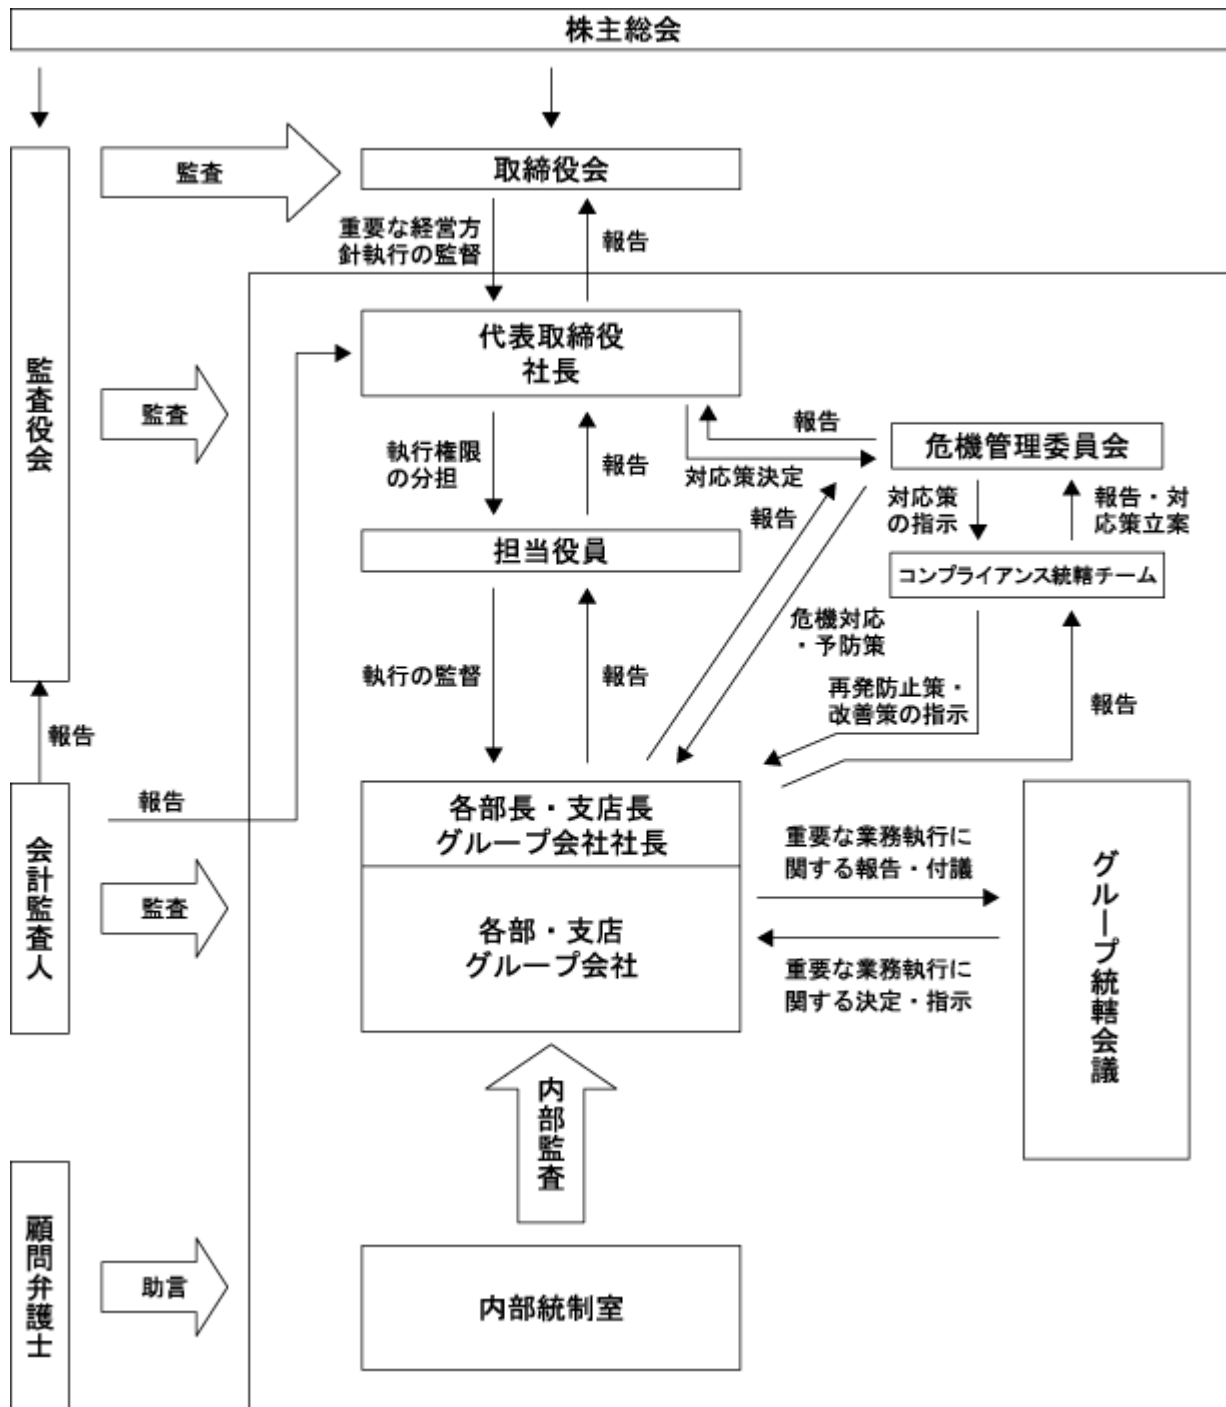 株主総会
監査
取締役会
重要な経営方
針執行の監督
報告
監査役会
代表取締役
社長
監査
執行権限
の分担
報告
報告
対応策決定
危機管理委員会
報告
対応策
の指示
報告・対
応策立案
担当役員
コンプライアンス統轄チーム
執行の監督
報告
危機対応
・予防策
再発防止策・
改善策の指示
報告
報告
会計監査人
報告
監査
各部長・支店長
グループ会社社長
各部・支店
グループ会社
重要な業務執行に
関する報告・付議
重要な業務執行に
関する決定・指示
グループ統轄会議
内部監査
顧問弁護士
助言
内部統制室